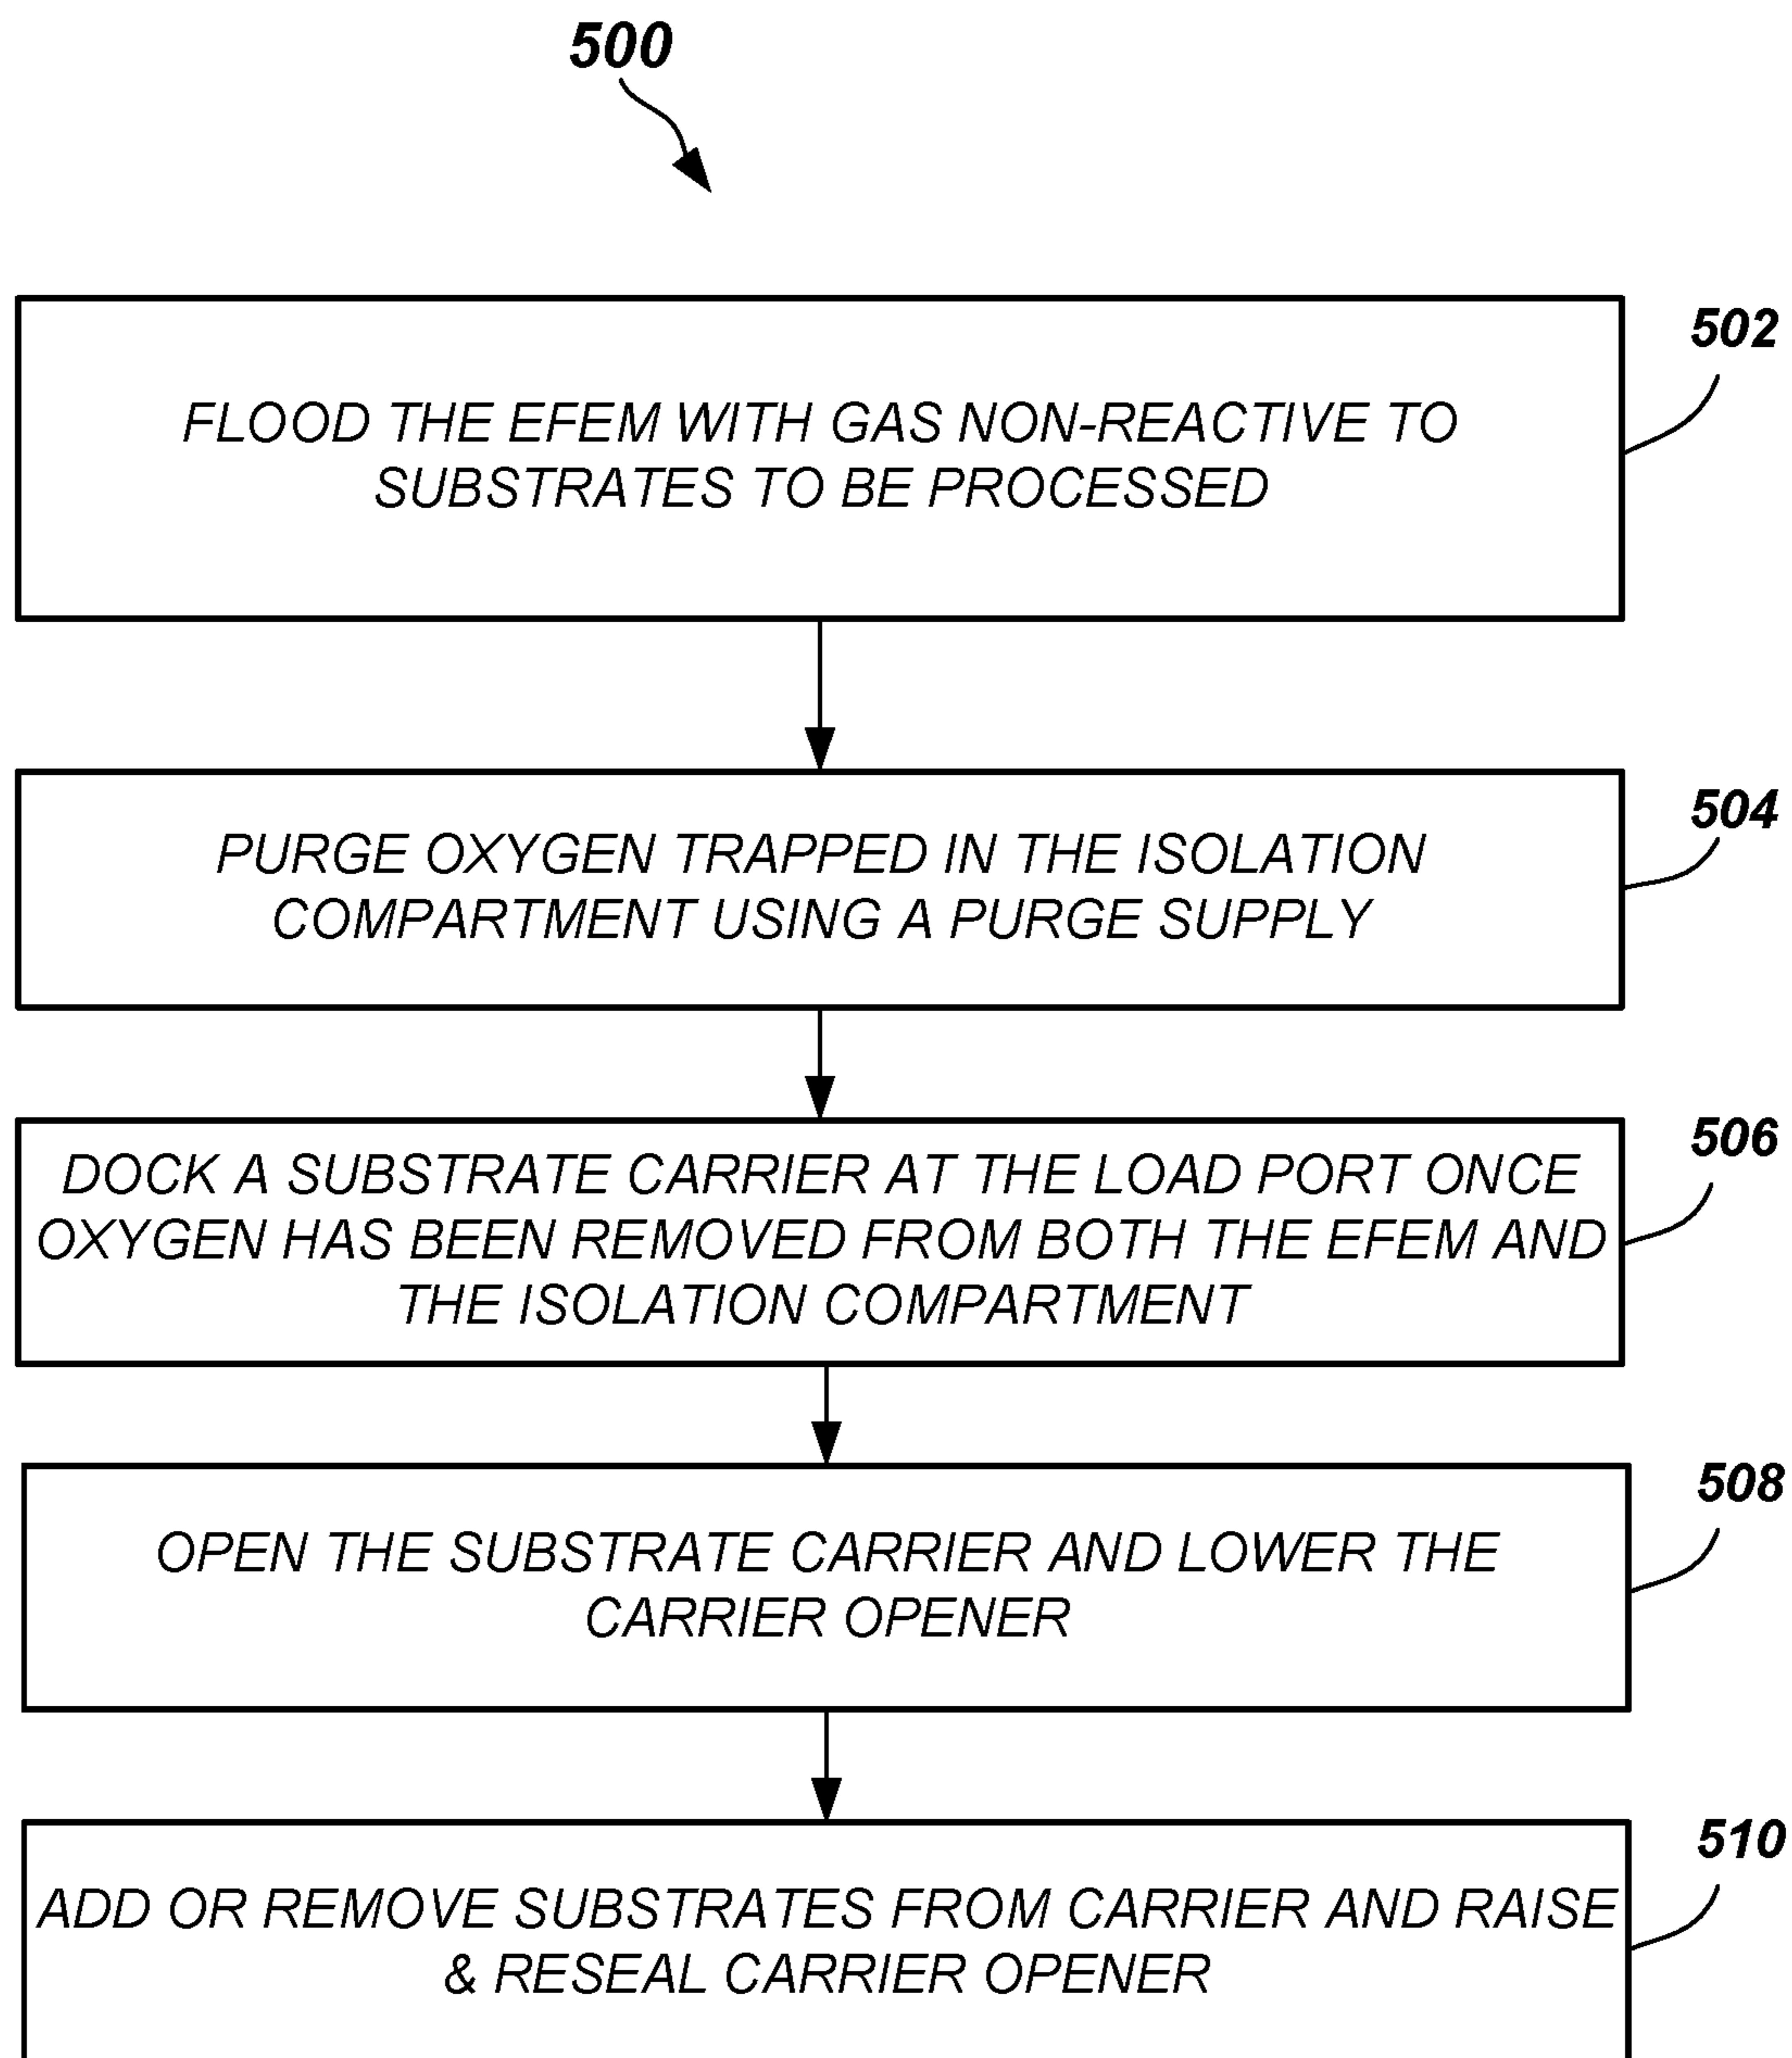 500
502
FLOOD THE EFEM WITH GAS NON-REACTIVE TO
SUBSTRATES TO BE PROCESSED
504
PURGE OXYGEN TRAPPED IN THE ISOLATION
COMPARTMENT USING A PURGE SUPPLY
506
DOCK A SUBSTRATE CARRIER AT THE LOAD PORT ONCE
OXYGEN HAS BEEN REMOVED FROM BOTH THE EFEM AND
THE ISOLATION COMPARTMENT
508
OPEN THE SUBSTRATE CARRIER AND LOWER THE
CARRIER OPENER
510
ADD OR REMOVE SUBSTRATES FROM CARRIER AND RAISE
& RESEAL CARRIER OPENER